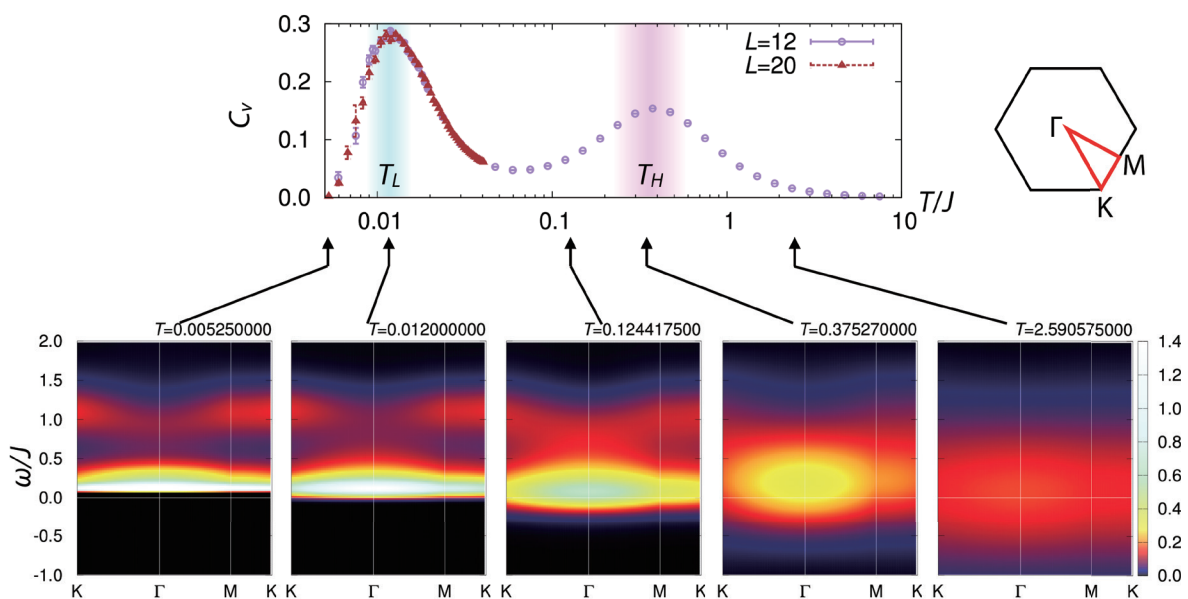 0.3
0.2
0.1
0.0
C_v
L=12
L=20
T_L
T_H
0.01
0.1
1
10
T/J
Γ
M
K
T=0.005250000
T=0.012000000
T=0.124417500
T=0.375270000
T=2.590575000
2.0
1.5
1.0
0.5
0.0
-0.5
-1.0
ω/J
K Γ M K
K Γ M K
K Γ M K
K Γ M K
K Γ M K
1.4
1.2
1.0
0.8
0.6
0.4
0.2
0.0